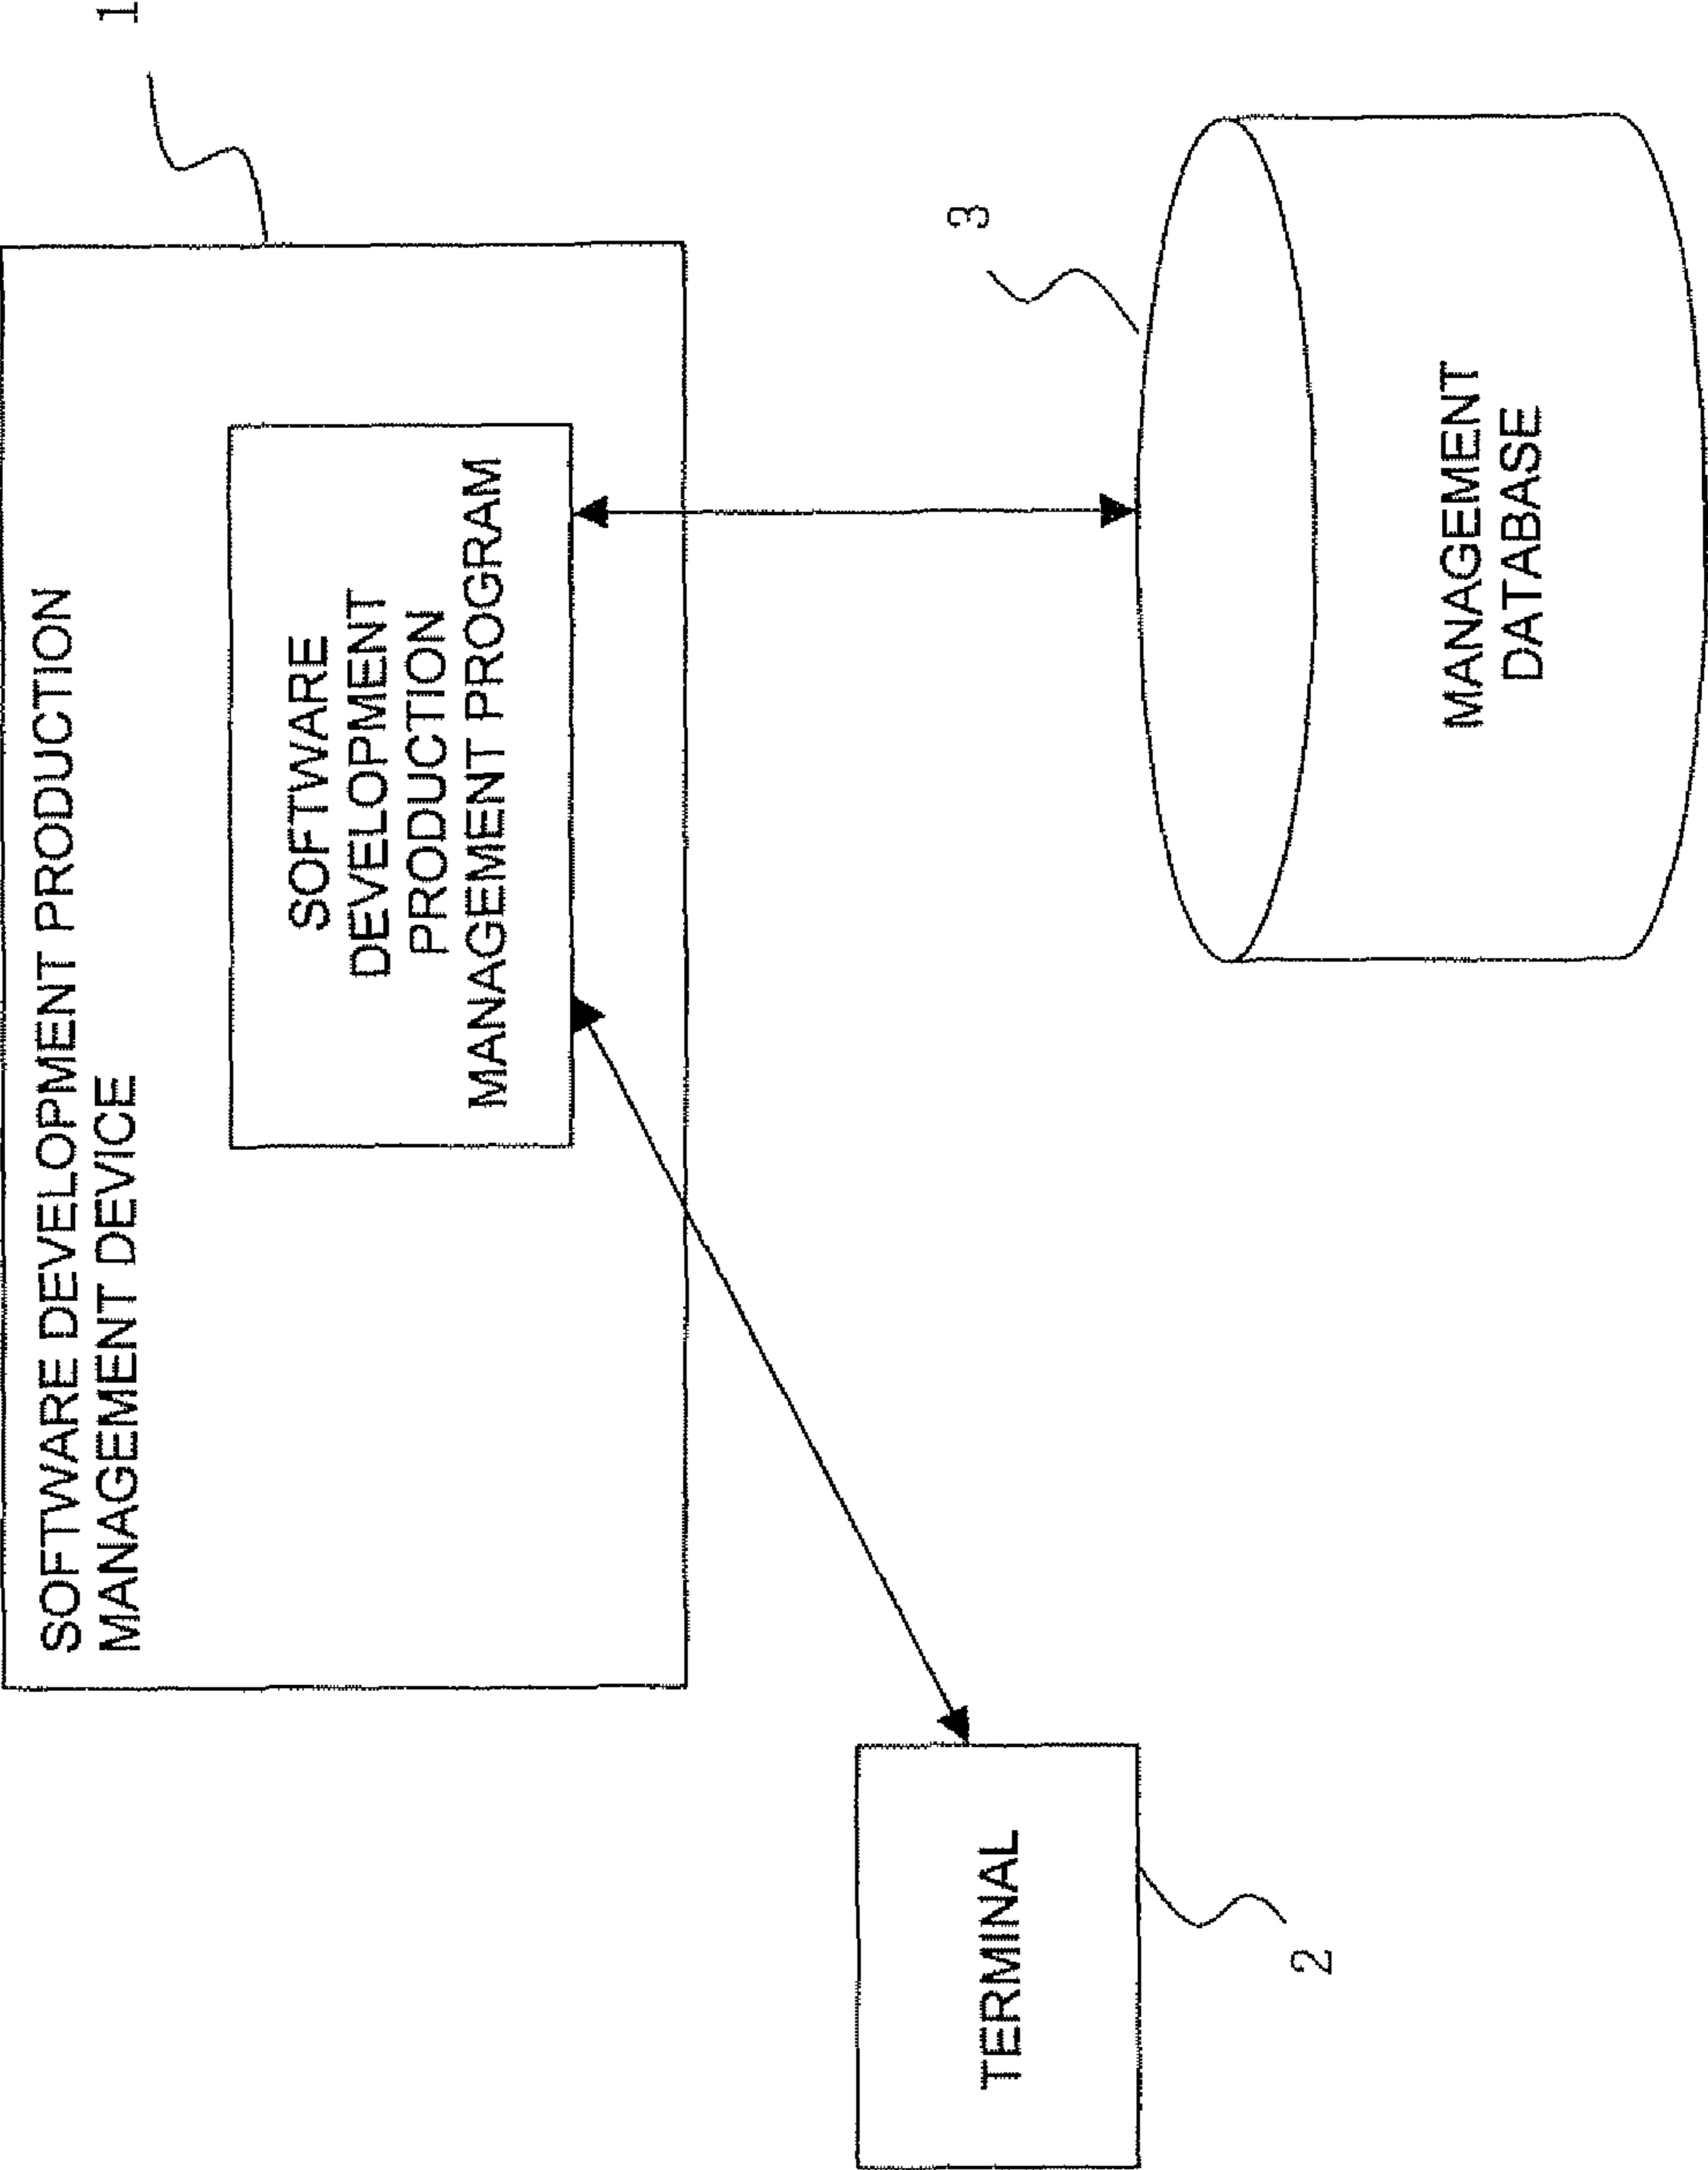 SOFTWARE DEVELOPMENT PRODUCTION
MANAGEMENT DEVICE
1
SOFTWARE
DEVELOPMENT
PRODUCTION
MANAGEMENT PROGRAM
3
TERMINAL
2
MANAGEMENT
DATABASE